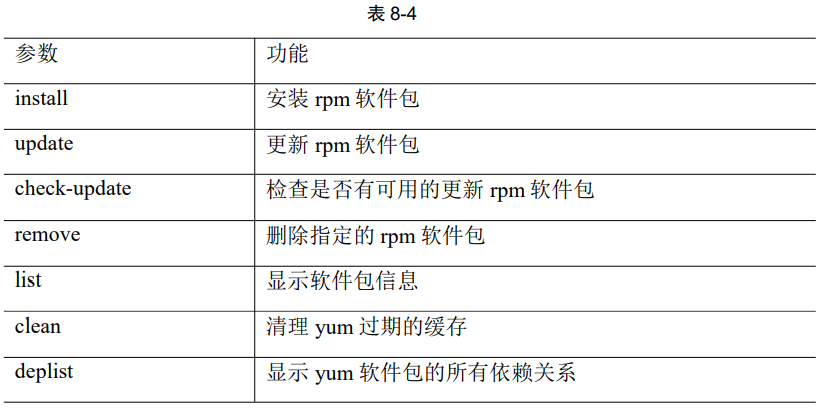 表 8-4
参数 功能
install 安装 rpm 软件包
update 更新 rpm 软件包
check-update 检查是否有可用的更新 rpm 软件包
remove 删除指定的 rpm 软件包
list 显示软件包信息
clean 清理 yum 过期的缓存
deplist 显示 yum 软件包的所有依赖关系